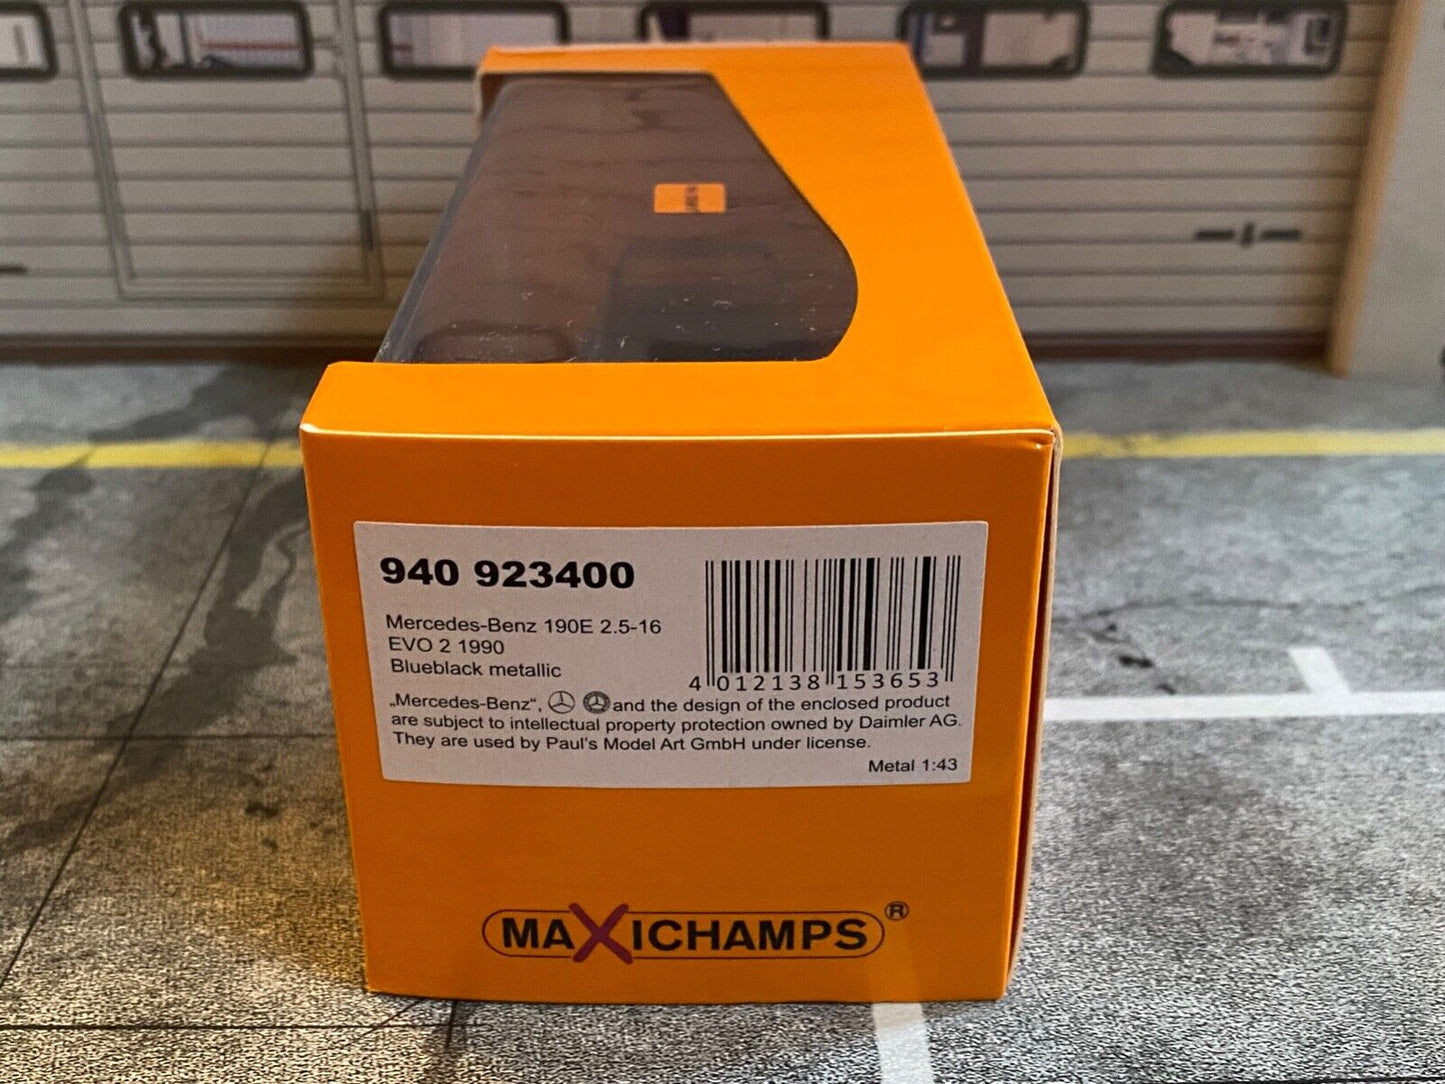 940 923400
Mercedes-Benz 190E 2.5-16
EVO 2 1990
Blueblack metallic
4 012138 153653
„Mercedes-Benz“, and the design of the enclosed product
are subject to intellectual property protection owned by Daimler AG.
They are used by Paul's Model Art GmbH under license.
Metal 1:43
MAXICHAMPS®